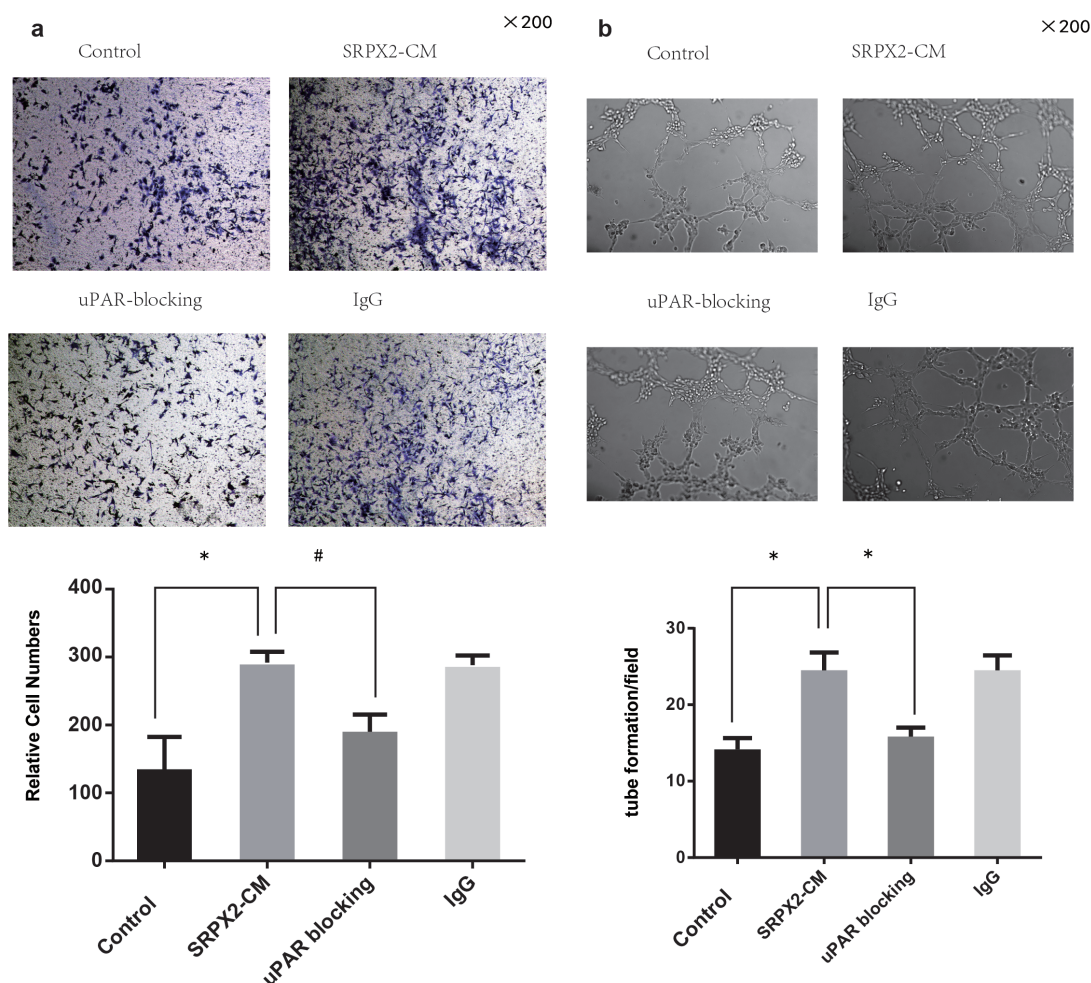 a
×200
Control
SRPX2-CM
uPAR-blocking
IgG
*
#
Relative Cell Numbers
400
300
200
100
0
Control
SRPX2-CM
uPAR blocking
IgG
b
×200
Control
SRPX2-CM
uPAR-blocking
IgG
*
*
tube formation/field
30
20
10
0
Control
SRPX2-CM
uPAR blocking
IgG